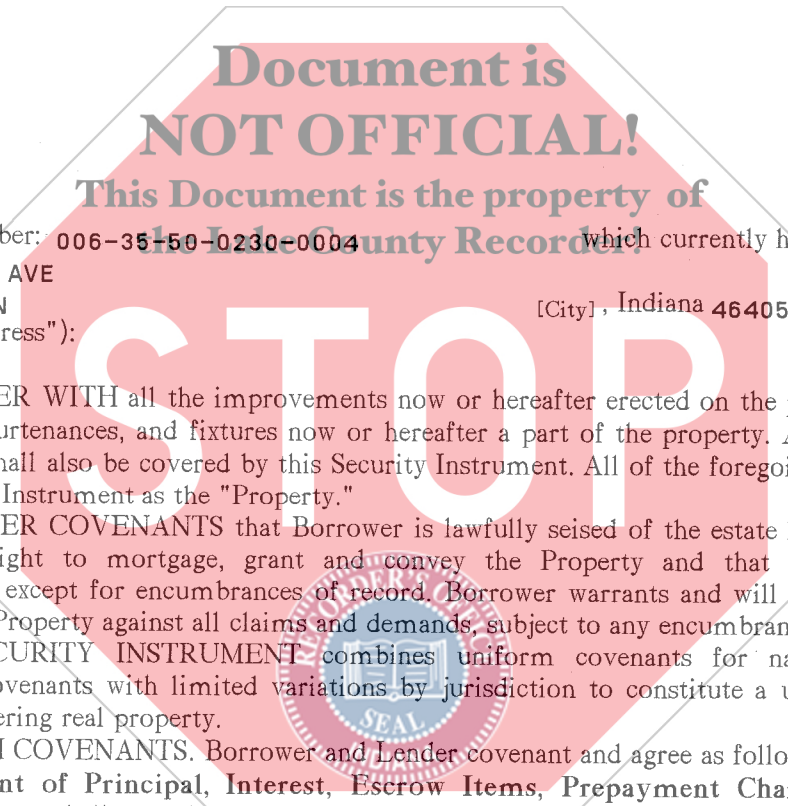 Document is
NOT OFFICIAL!
This Document is the property of
the Lake County Recorder!
ber: 006-35-50-0230-0004 which currently h
AVE
N
[City], Indiana 46405
ress"):
STOP
ER WITH all the improvements now or hereafter erected on the
urtenances, and fixtures now or hereafter a part of the property. A
hall also be covered by this Security Instrument. All of the foregoi
Instrument as the "Property."
ER COVENANTS that Borrower is lawfully seised of the estate
ight to mortgage, grant and convey the Property and that
except for encumbrances of record. Borrower warrants and will
Property against all claims and demands, subject to any encumbran
CURITY INSTRUMENT combines uniform covenants for na
ovenants with limited variations by jurisdiction to constitute a u
ering real property.
M COVENANTS. Borrower and Lender covenant and agree as follo
nt of Principal, Interest, Escrow Items, Prepayment Cha
RECORDER'S OFFICE
SEAL